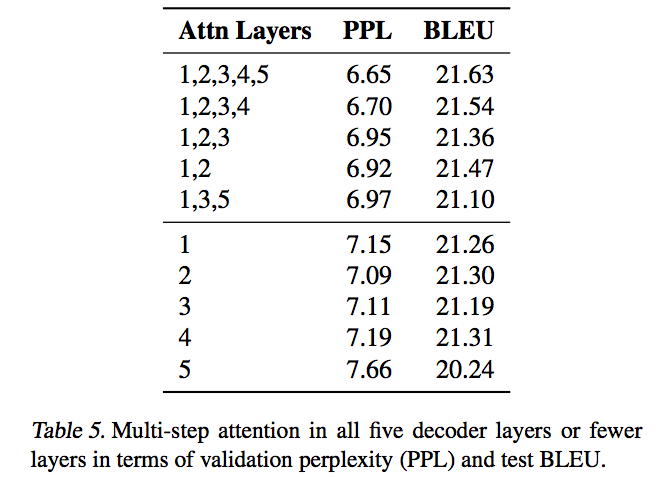 Attn Layers PPL BLEU
1,2,3,4,5 6.65 21.63
1,2,3,4 6.70 21.54
1,2,3 6.95 21.36
1,2 6.92 21.47
1,3,5 6.97 21.10
1 7.15 21.26
2 7.09 21.30
3 7.11 21.19
4 7.19 21.31
5 7.66 20.24
Table 5. Multi-step attention in all five decoder layers or fewer
layers in terms of validation perplexity (PPL) and test BLEU.